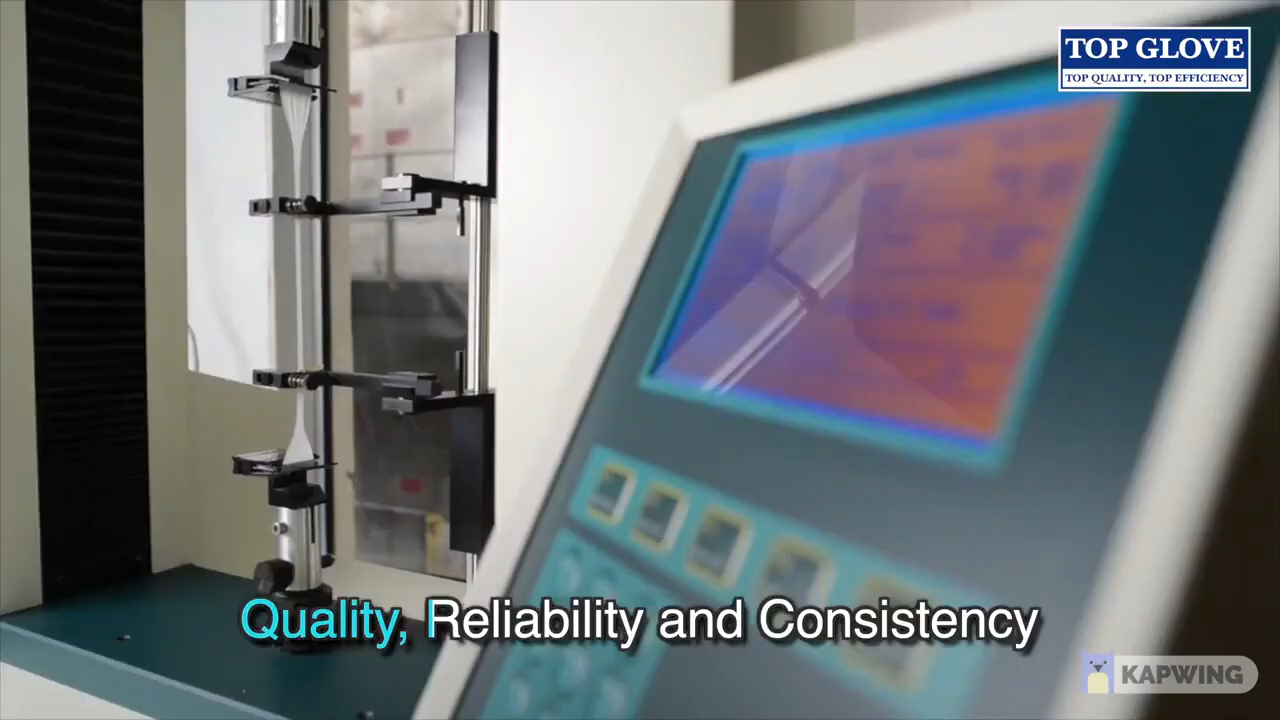 TOP GLOVE
TOP QUALITY, TOP EFFICIENCY
Quality, Reliability and Consistency
KAPWING